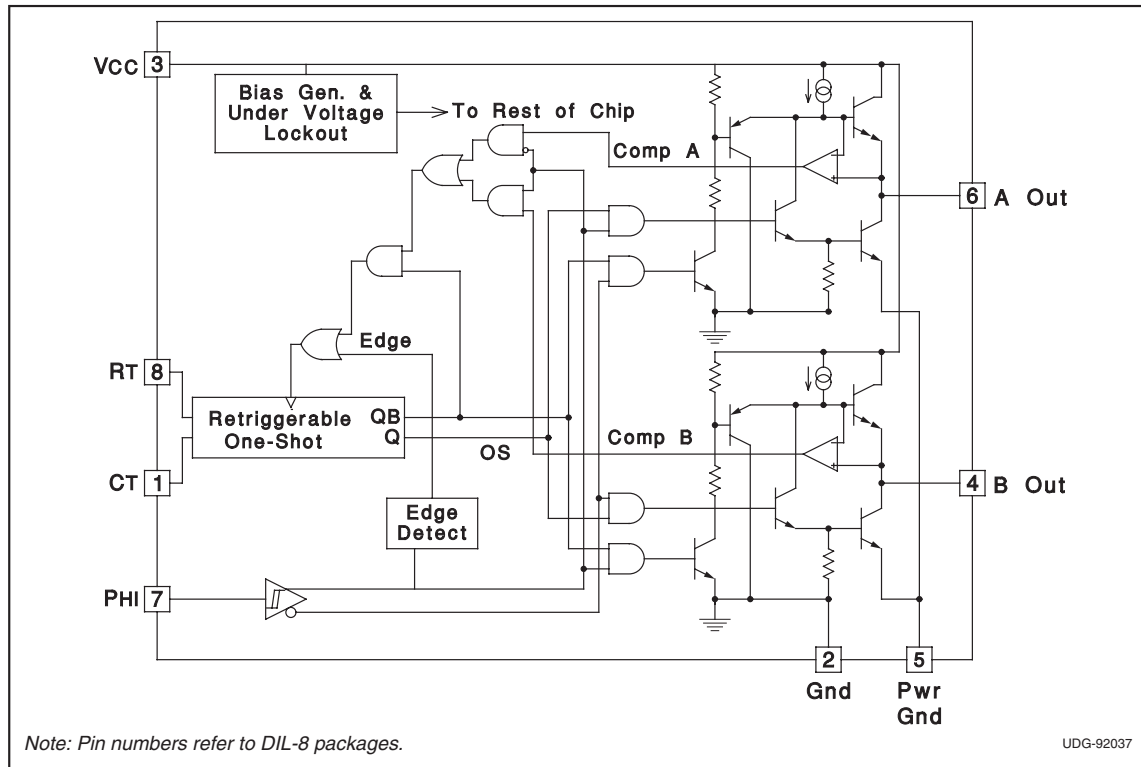 VCC 3
Bias Gen. &
Under Voltage
Lockout
To Rest of Chip
Comp A
6 A Out
Edge
RT 8
Retriggerable
One-Shot
QB
Q
OS
Comp B
CT 1
4 B Out
Edge
Detect
PHI 7
2
Gnd
5
Pwr
Gnd
Note: Pin numbers refer to DIL-8 packages.
UDG-92037